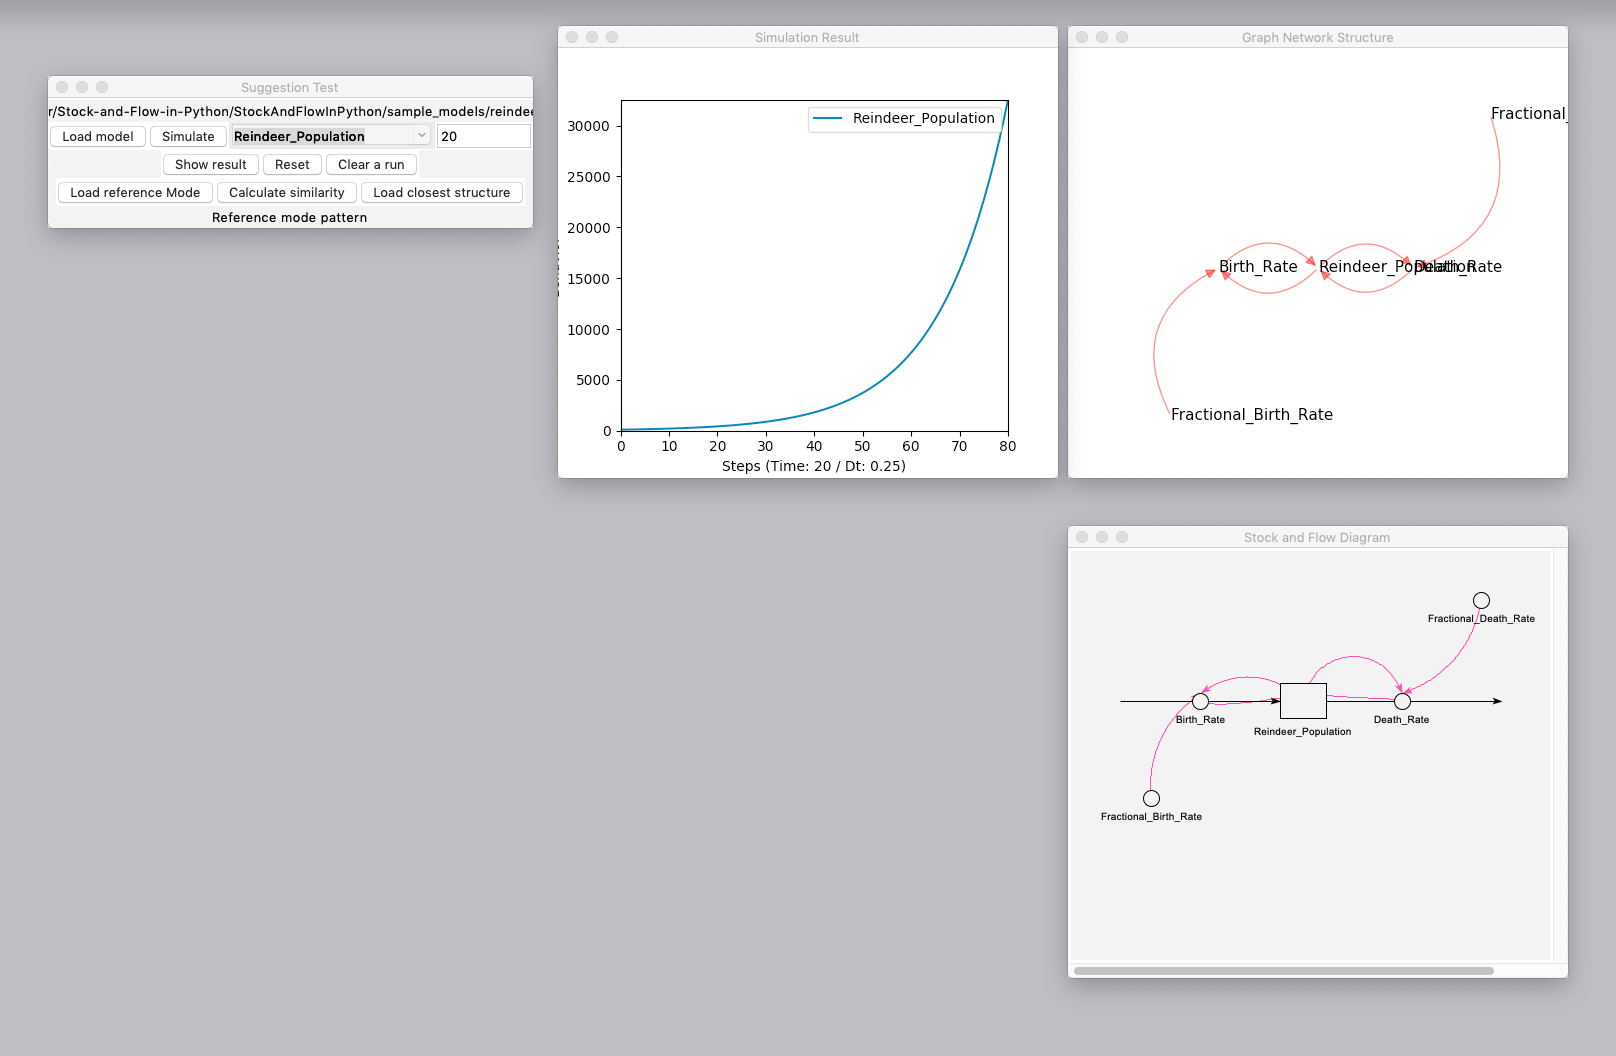 Suggestion Test
r/Stock-and-Flow-in-Python/StockAndFlowInPython/sample_models/reindee
Load model Simulate Reindeer_Population 20
Show result Reset Clear a run
Load reference Mode Calculate similarity Load closest structure
Reference mode pattern
Simulation Result
Reindeer_Population
30000
25000
20000
15000
10000
5000
0
0 10 20 30 40 50 60 70 80
Steps (Time: 20 / Dt: 0.25)
Graph Network Structure
Fractional_
Birth_Rate Reindeer_Population Death_Rate
Fractional_Birth_Rate
Stock and Flow Diagram
Fractional_Death_Rate
Birth_Rate Death_Rate
Reindeer_Population
Fractional_Birth_Rate